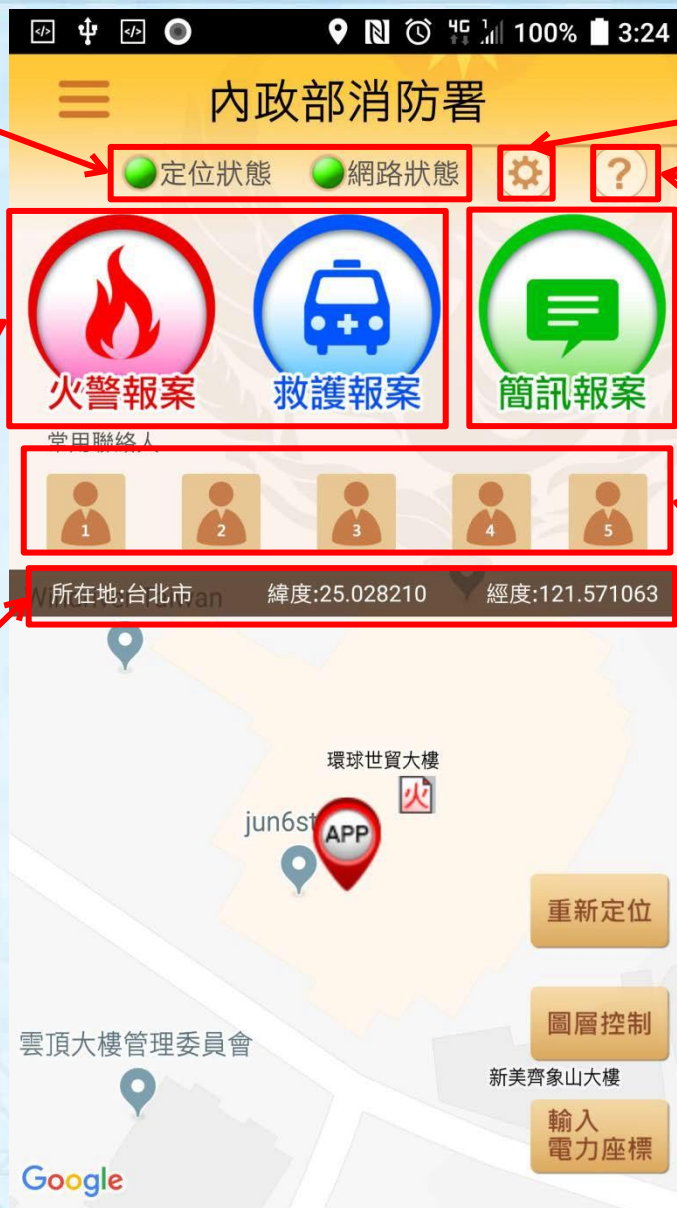 100% 3:24
內政部消防署
定位狀態 網路狀態 ?
火警報案 救護報案 簡訊報案
常用聯絡人
1 2 3 4 5
所在地:台北市 緯度:25.028210 經度:121.571063
環球世貿大樓
火
jun6st
APP
重新定位
圖層控制
雲頂大樓管理委員會
新美齊象山大樓
輸入
電力座標
Google